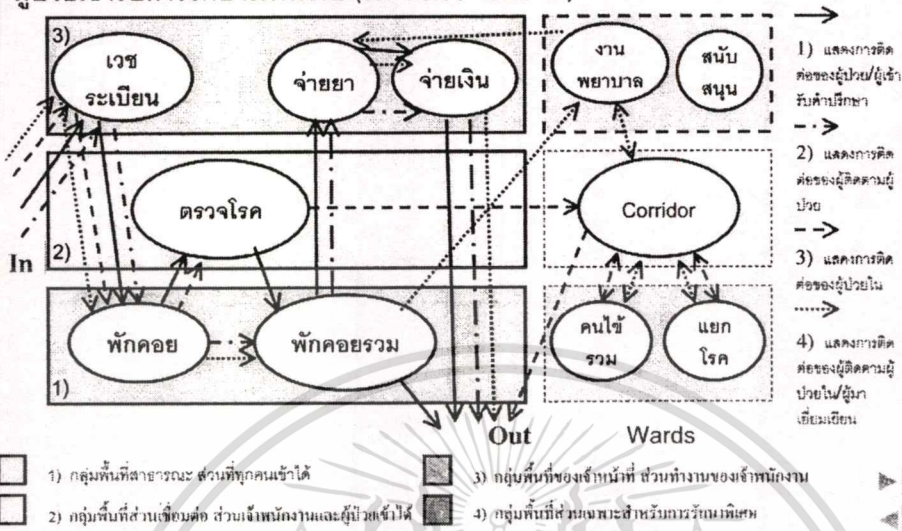 3)
เวช
ระเบียน
จ่ายยา
จ่ายเงิน
งาน
พยาบาล
สนับ
สนุน
ตรวจโรค
Corridor
2)
In
พักคอย
พักคอยรวม
คนไข้
รวม
แยก
โรค
1)
Out
Wards
1) แสดงการติด
ต่อของผู้ป่วย/ผู้เข้า
รับคำปรึกษา
2) แสดงการติด
ต่อของผู้ติดตามผู้
ป่วย
3) แสดงการติด
ต่อของผู้ป่วยใน
4) แสดงการติด
ต่อของผู้ติดตามผู้
ป่วยใน/ผู้มา
เยี่ยมเยียน
1) กลุ่มพื้นที่สาธารณะ ส่วนที่ทุกคนเข้าได้
2) กลุ่มพื้นที่ส่วนเชื่อมต่อ ส่วนเจ้าพนักงานและผู้ป่วยเข้าได้
3) กลุ่มพื้นที่ของเจ้าหน้าที่ ส่วนทำงานของเจ้าพนักงาน
4) กลุ่มพื้นที่ส่วนเฉพาะสำหรับการรักษาพิเศษ